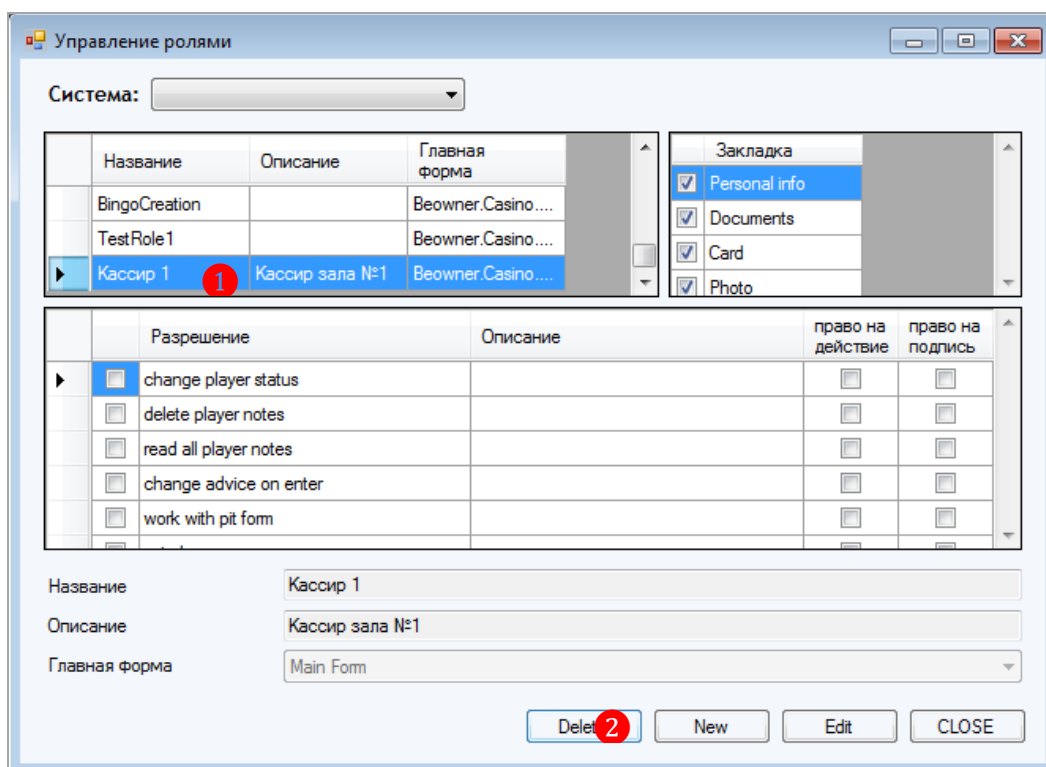 Управление ролями
Система:
Название Описание Главная форма
BingoCreation Beowner.Casino....
TestRole1 Beowner.Casino....
Кассир 1 1 Кассир зала №1 Beowner.Casino....
Закладка
Personal info
Documents
Card
Photo
Разрешение Описание право на действие право на подпись
change player status
delete player notes
read all player notes
change advice on enter
work with pit form
Название Кассир 1
Описание Кассир зала №1
Главная форма Main Form
Delet 2 New Edit CLOSE